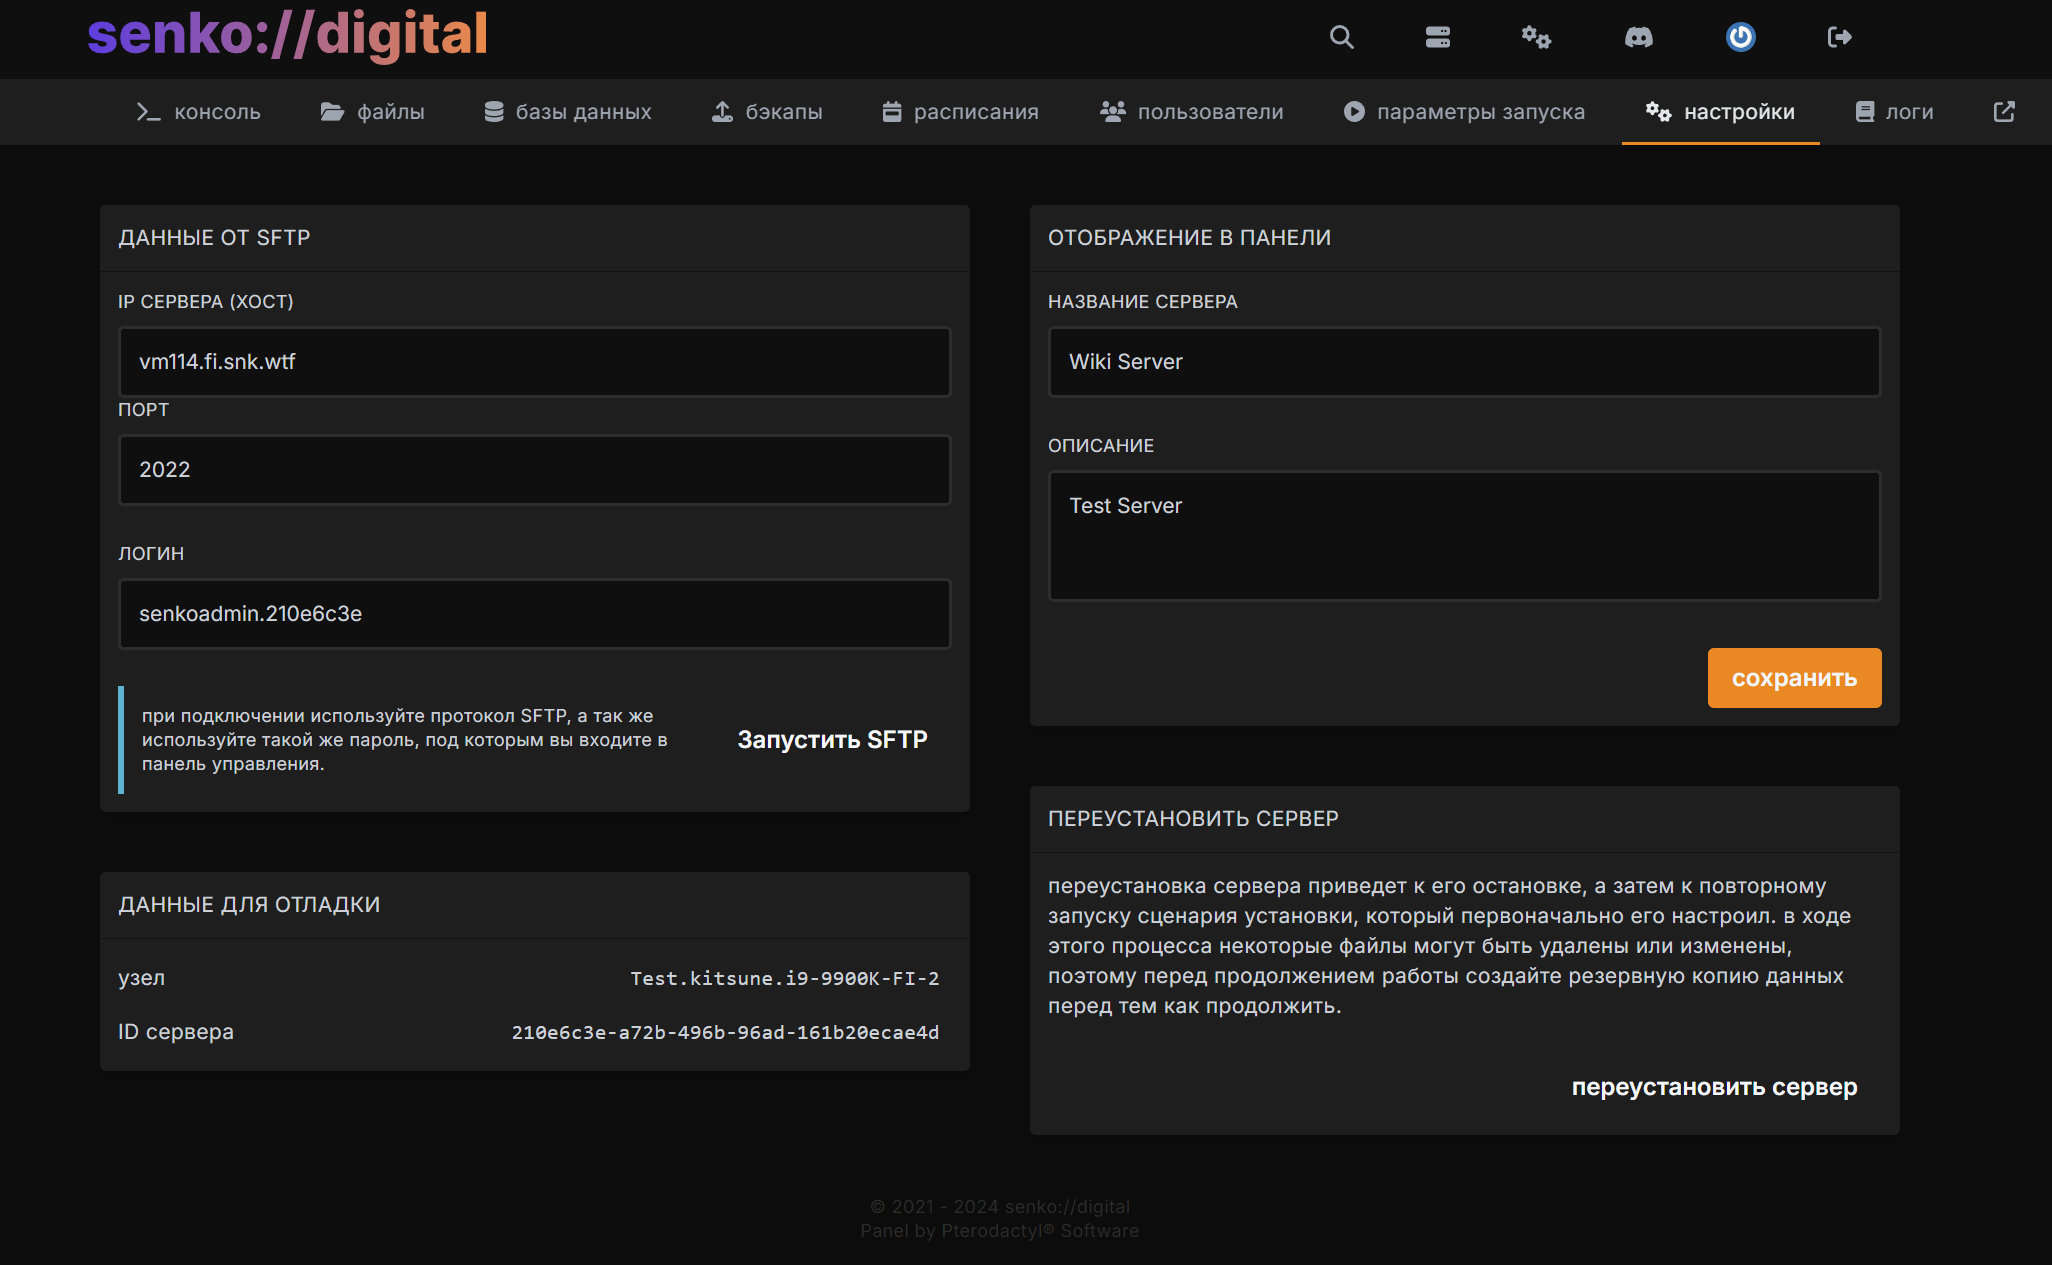 senko://digital
консоль
файлы
базы данных
бэкапы
расписания
пользователи
параметры запуска
настройки
логи
ДАННЫЕ ОТ SFTP
IP СЕРВЕРА (ХОСТ)
vm114.fi.snk.wtf
ПОРТ
2022
ЛОГИН
senkoadmin.210e6c3e
при подключении используйте протокол SFTP, а так же
используйте такой же пароль, под которым вы входите в
панель управления.
Запустить SFTP
ДАННЫЕ ДЛЯ ОТЛАДКИ
узел
Test.kitsune.i9-9900K-FI-2
ID сервера
210e6c3e-a72b-496b-96ad-161b20ecae4d
ОТОБРАЖЕНИЕ В ПАНЕЛИ
НАЗВАНИЕ СЕРВЕРА
Wiki Server
ОПИСАНИЕ
Test Server
сохранить
ПЕРЕУСТАНОВИТЬ СЕРВЕР
переустановка сервера приведет к его остановке, а затем к повторному
запуску сценария установки, который первоначально его настроил. в ходе
этого процесса некоторые файлы могут быть удалены или изменены,
поэтому перед продолжением работы создайте резервную копию данных
перед тем как продолжить.
переустановить сервер
© 2021 - 2024 senko://digital
Panel by Pterodactyl® Software